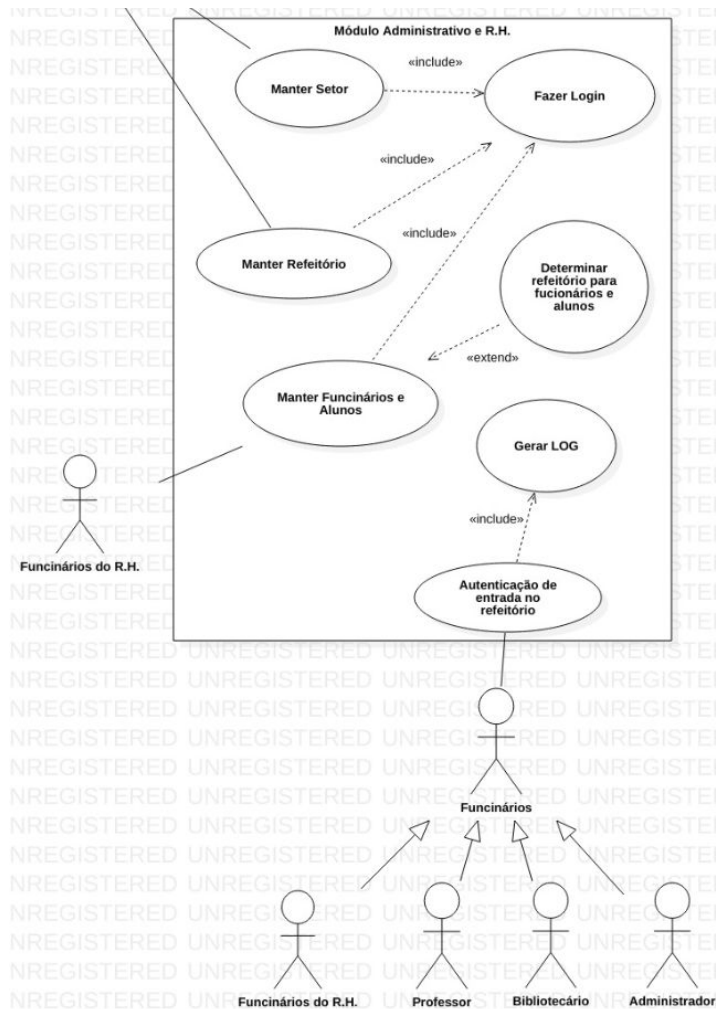 Módulo Administrativo e R.H.
«include»
Manter Setor
Fazer Login
«include»
«include»
Manter Refeitório
Determinar
refeitório para
fucionários e
alunos
«extend»
Manter Funcinários e
Alunos
Gerar LOG
«include»
Funcinários do R.H.
Autenticação de
entrada no
refeitório
Funcinários
Funcinários do R.H.
Professor
Bibliotecário
Administrador
UNREGISTERED